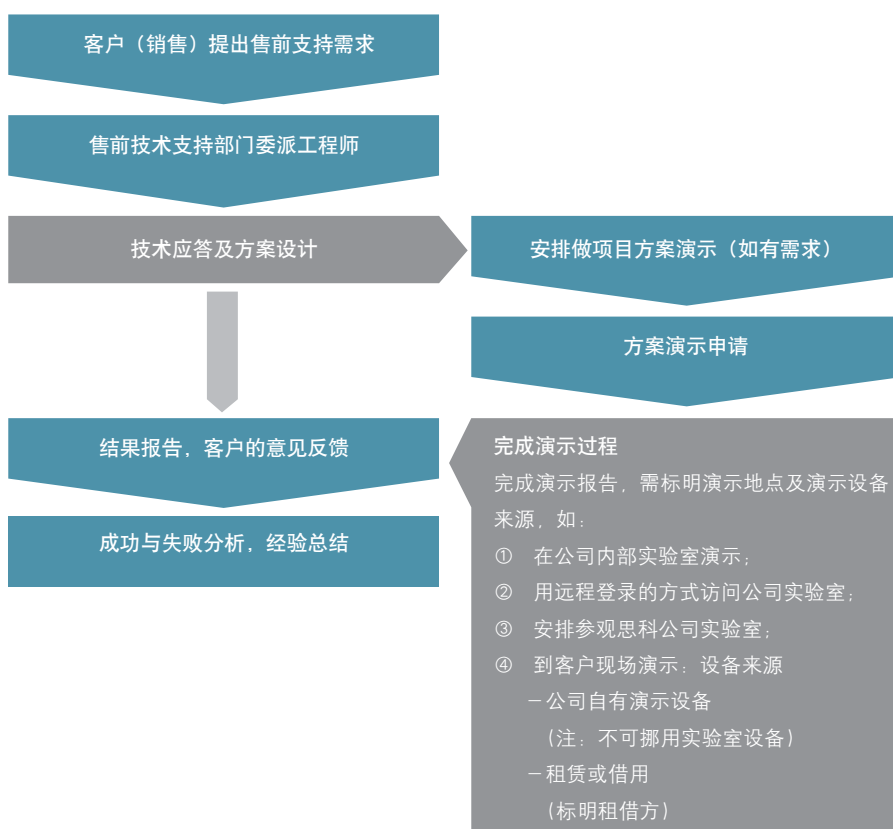 客户（销售）提出售前支持需求
售前技术支持部门委派工程师
技术应答及方案设计
安排做项目方案演示（如有需求）
方案演示申请
结果报告，客户的意见反馈
成功与失败分析，经验总结
完成演示过程
完成演示报告，需标明演示地点及演示设备
来源，如：
① 在公司内部实验室演示；
② 用远程登录的方式访问公司实验室；
③ 安排参观思科公司实验室；
④ 到客户现场演示：设备来源
－公司自有演示设备
（注：不可挪用实验室设备）
－租赁或借用
（标明租借方）